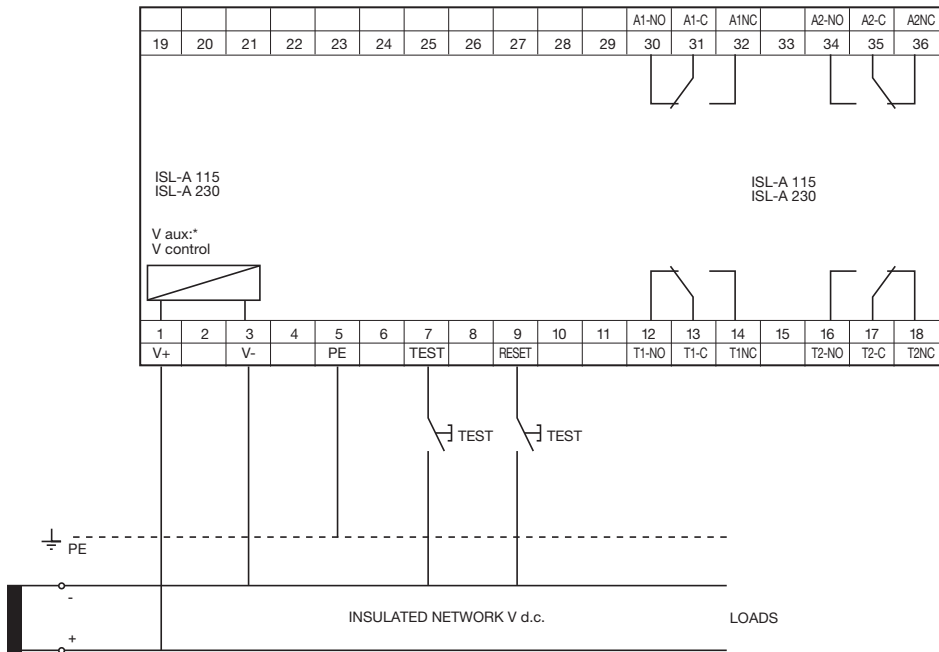 A1-NO A1-C A1NC A2-NO A2-C A2NC
19 20 21 22 23 24 25 26 27 28 29 30 31 32 33 34 35 36
ISL-A 115
ISL-A 230
ISL-A 115
ISL-A 230
V aux:*
V control
1 2 3 4 5 6 7 8 9 10 11 12 13 14 15 16 17 18
V+ V- PE TEST RESET T1-NO T1-C T1NC T2-NO T2-C T2NC
TEST TEST
PE
-
INSULATED NETWORK V d.c. LOADS
+